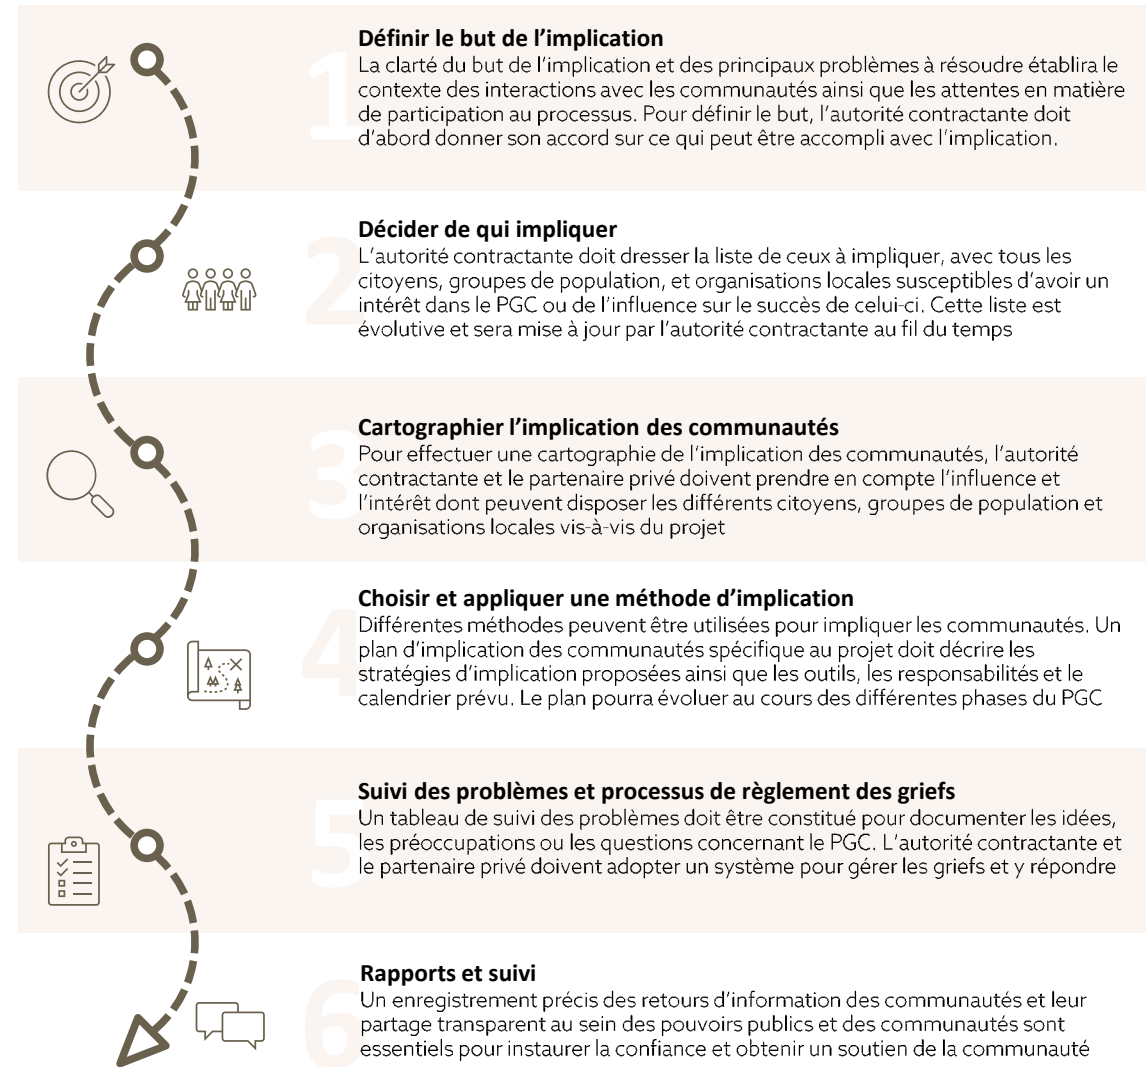 1
Définir le but de l’implication
La clarté du but de l’implication et des principaux problèmes à résoudre établira le
contexte des interactions avec les communautés ainsi que les attentes en matière
de participation au processus. Pour définir le but, l’autorité contractante doit
d’abord donner son accord sur ce qui peut être accompli avec l’implication.
2
Décider de qui impliquer
L’autorité contractante doit dresser la liste de ceux à impliquer, avec tous les
citoyens, groupes de population, et organisations locales susceptibles d’avoir un
intérêt dans le PGC ou de l’influence sur le succès de celui-ci. Cette liste est
évolutive et sera mise à jour par l’autorité contractante au fil du temps
3
Cartographier l’implication des communautés
Pour effectuer une cartographie de l’implication des communautés, l’autorité
contractante et le partenaire privé doivent prendre en compte l’influence et
l’intérêt dont peuvent disposer les différents citoyens, groupes de population et
organisations locales vis-à-vis du projet
4
Choisir et appliquer une méthode d’implication
Différentes méthodes peuvent être utilisées pour impliquer les communautés. Un
plan d’implication des communautés spécifique au projet doit décrire les
stratégies d’implication proposées ainsi que les outils, les responsabilités et le
calendrier prévu. Le plan pourra évoluer au cours des différentes phases du PGC
5
Suivi des problèmes et processus de règlement des griefs
Un tableau de suivi des problèmes doit être constitué pour documenter les idées,
les préoccupations ou les questions concernant le PGC. L’autorité contractante et
le partenaire privé doivent adopter un système pour gérer les griefs et y répondre
6
Rapports et suivi
Un enregistrement précis des retours d’information des communautés et leur
partage transparent au sein des pouvoirs publics et des communautés sont
essentiels pour instaurer la confiance et obtenir un soutien de la communauté